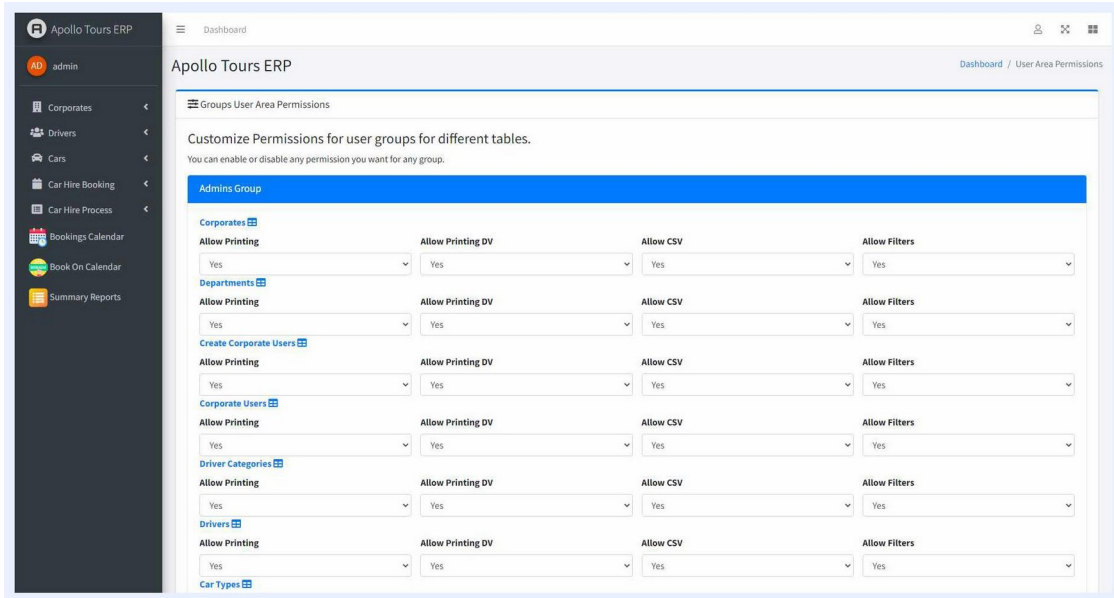 Apollo Tours ERP
Dashboard
AD admin
Apollo Tours ERP
Dashboard / User Area Permissions
Corporates
Drivers
Cars
Car Hire Booking
Car Hire Process
Bookings Calendar
Book On Calendar
Summary Reports
Groups User Area Permissions
Customize Permissions for user groups for different tables.
You can enable or disable any permission you want for any group.
Admins Group
Corporates
Allow Printing Allow Printing DV Allow CSV Allow Filters
Yes Yes Yes Yes
Departments
Allow Printing Allow Printing DV Allow CSV Allow Filters
Yes Yes Yes Yes
Create Corporate Users
Allow Printing Allow Printing DV Allow CSV Allow Filters
Yes Yes Yes Yes
Corporate Users
Allow Printing Allow Printing DV Allow CSV Allow Filters
Yes Yes Yes Yes
Driver Categories
Allow Printing Allow Printing DV Allow CSV Allow Filters
Yes Yes Yes Yes
Drivers
Allow Printing Allow Printing DV Allow CSV Allow Filters
Yes Yes Yes Yes
Car Types